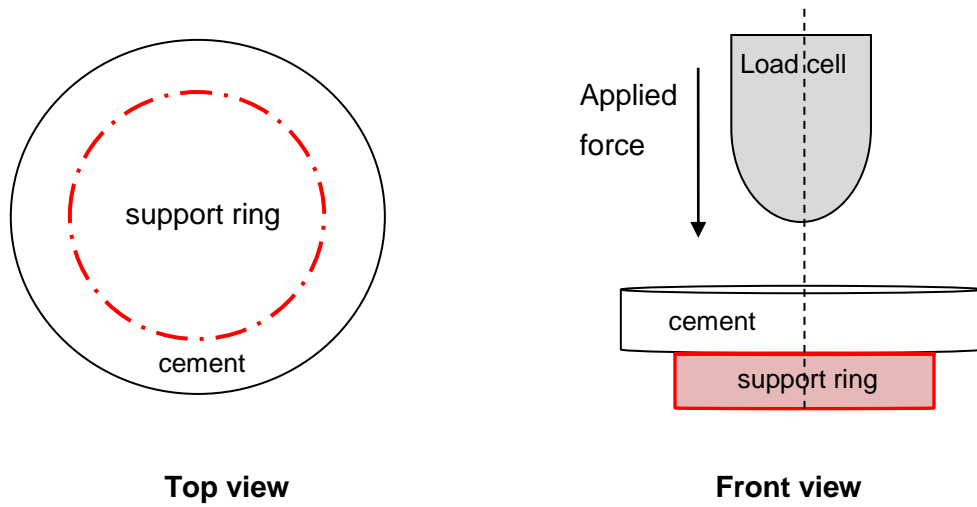 support ring
cement
Top view
Load cell
Applied
force
cement
support ring
Front view